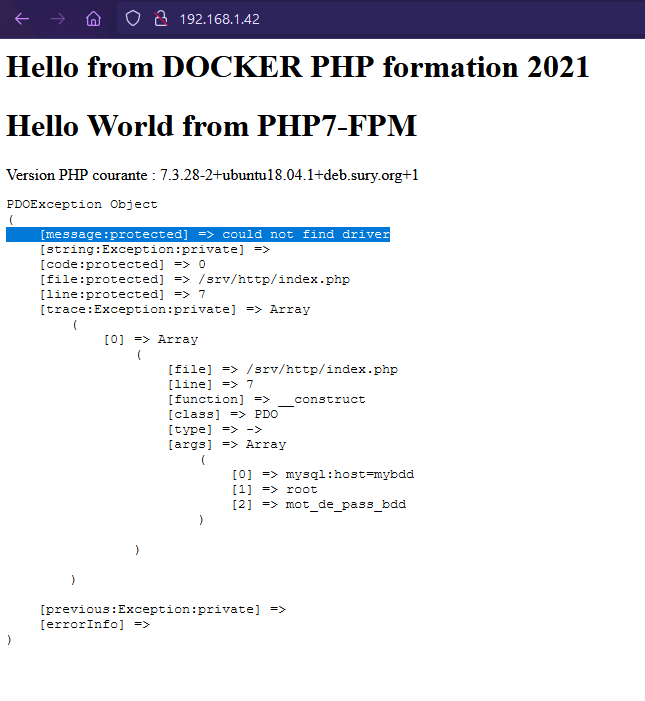 192.168.1.42
Hello from DOCKER PHP formation 2021
Hello World from PHP7-FPM
Version PHP courante : 7.3.28-2+ubuntu18.04.1+deb.sury.org+1
PDOException Object
(
    [message:protected] => could not find driver
    [string:Exception:private] =>
    [code:protected] => 0
    [file:protected] => /srv/http/index.php
    [line:protected] => 7
    [trace:Exception:private] => Array
        (
            [0] => Array
                (
                    [file] => /srv/http/index.php
                    [line] => 7
                    [function] => __construct
                    [class] => PDO
                    [type] => ->
                    [args] => Array
                        (
                            [0] => mysql:host=mybdd
                            [1] => root
                            [2] => mot_de_pass_bdd
                        )
                )
        )
    [previous:Exception:private] =>
    [errorInfo] =>
)